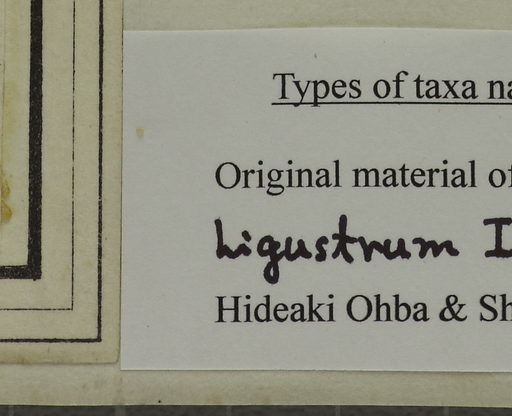 Types of taxa na
Original material of
Ligustrum I
Hideaki Ohba & Sh